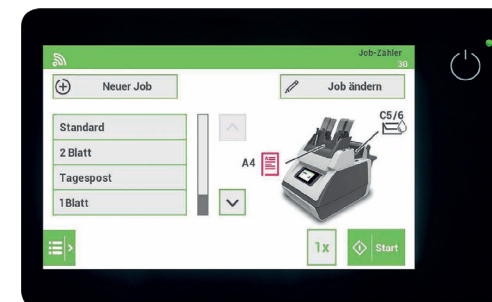 Job-Zähler
30
Neuer Job
Job ändern
Standard
2 Blatt
Tagespost
1 Blatt
A4
C5/6
1x
Start